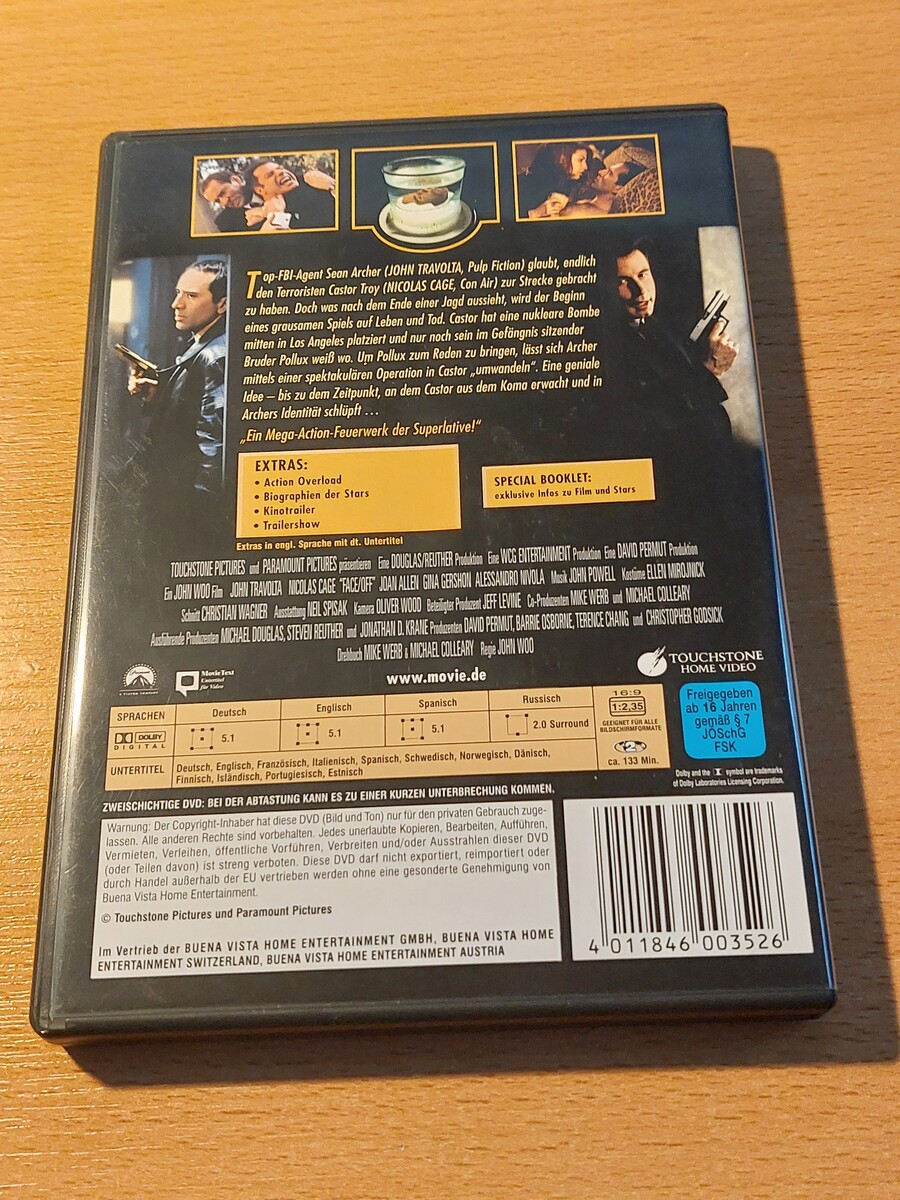 Top-FBI-Agent Sean Archer (JOHN TRAVOLTA, Pulp Fiction) glaubt, endlich
den Terroristen Castor Troy (NICOLAS CAGE, Con Air) zur Strecke gebracht
zu haben. Doch was nach dem Ende einer Jagd aussieht, wird der Beginn
eines grausamen Spiels auf Leben und Tod. Castor hat eine nukleare Bombe
mitten in Los Angeles platziert und nur noch sein im Gefängnis sitzender
Bruder Pollux weiß wo. Um Pollux zum Reden zu bringen, lässt sich Archer
mittels einer spektakulären Operation in Castor „umwandeln". Eine geniale
Idee – bis zu dem Zeitpunkt, an dem Castor aus dem Koma erwacht und in
Archers Identität schlüpft ...
„Ein Mega-Action-Feuerwerk der Superlative!"
EXTRAS:
• Action Overload
• Biographien der Stars
• Kinotrailer
• Trailershow
Extras in engl. Sprache mit dt. Untertitel
SPECIAL BOOKLET:
exklusive Infos zu Film und Stars
TOUCHSTONE PICTURES und PARAMOUNT PICTURES präsentieren Eine DOUGLAS/REUTHER Produktion Eine WCG ENTERTAINMENT Produktion Eine DAVID PERMUT Produktion
Ein JOHN WOO Film JOHN TRAVOLTA NICOLAS CAGE "FACE/OFF" JOAN ALLEN GINA GERSHON ALESSANDRO NIVOLA Musik JOHN POWELL Kostüme ELLEN MIROJNICK
Schnitt CHRISTIAN WAGNER Ausstattung NEIL SPISAK Kamera OLIVER WOOD Beteiligter Produzent JEFF LEVINE Co-Produzenten MIKE WERB und MICHAEL COLLEARY
Ausführende Produzenten MICHAEL DOUGLAS, STEVEN REUTHER und JONATHAN D. KRANE Produzenten DAVID PERMUT, BARRIE OSBORNE, TERENCE CHANG und CHRISTOPHER GODSICK
Drehbuch MIKE WERB & MICHAEL COLLEARY Regie JOHN WOO
MovieText
Untertitel
für Video
www.movie.de
TOUCHSTONE
HOME VIDEO
SPRACHEN
Deutsch
Englisch
Spanisch
Russisch
DOLBY
DIGITAL
5.1
5.1
5.1
2.0 Surround
UNTERTITEL
Deutsch, Englisch, Französisch, Italienisch, Spanisch, Schwedisch, Norwegisch, Dänisch,
Finnisch, Isländisch, Portugiesisch, Estnisch
16:9
1:2,35
GEEIGNET FÜR ALLE
BILDSCHIRMFORMATE
2
ca. 133 Min.
Freigegeben
ab 16 Jahren
gemäß § 7
JÖSchG
FSK
Dolby and the symbol are trademarks
of Dolby Laboratories Licensing Corporation.
ZWEISCHICHTIGE DVD: BEI DER ABTASTUNG KANN ES ZU EINER KURZEN UNTERBRECHUNG KOMMEN.
Warnung: Der Copyright-Inhaber hat diese DVD (Bild und Ton) nur für den privaten Gebrauch zuge-
lassen. Alle anderen Rechte sind vorbehalten. Jedes unerlaubte Kopieren, Bearbeiten, Aufführen,
Vermieten, Verleihen, öffentliche Vorführen, Verbreiten und/oder Ausstrahlen dieser DVD
(oder Teilen davon) ist streng verboten. Diese DVD darf nicht exportiert, reimportiert oder
durch Handel außerhalb der EU vertrieben werden ohne eine gesonderte Genehmigung von
Buena Vista Home Entertainment.
© Touchstone Pictures und Paramount Pictures
Im Vertrieb der BUENA VISTA HOME ENTERTAINMENT GMBH, BUENA VISTA HOME
ENTERTAINMENT SWITZERLAND, BUENA VISTA HOME ENTERTAINMENT AUSTRIA
4 011846 003526